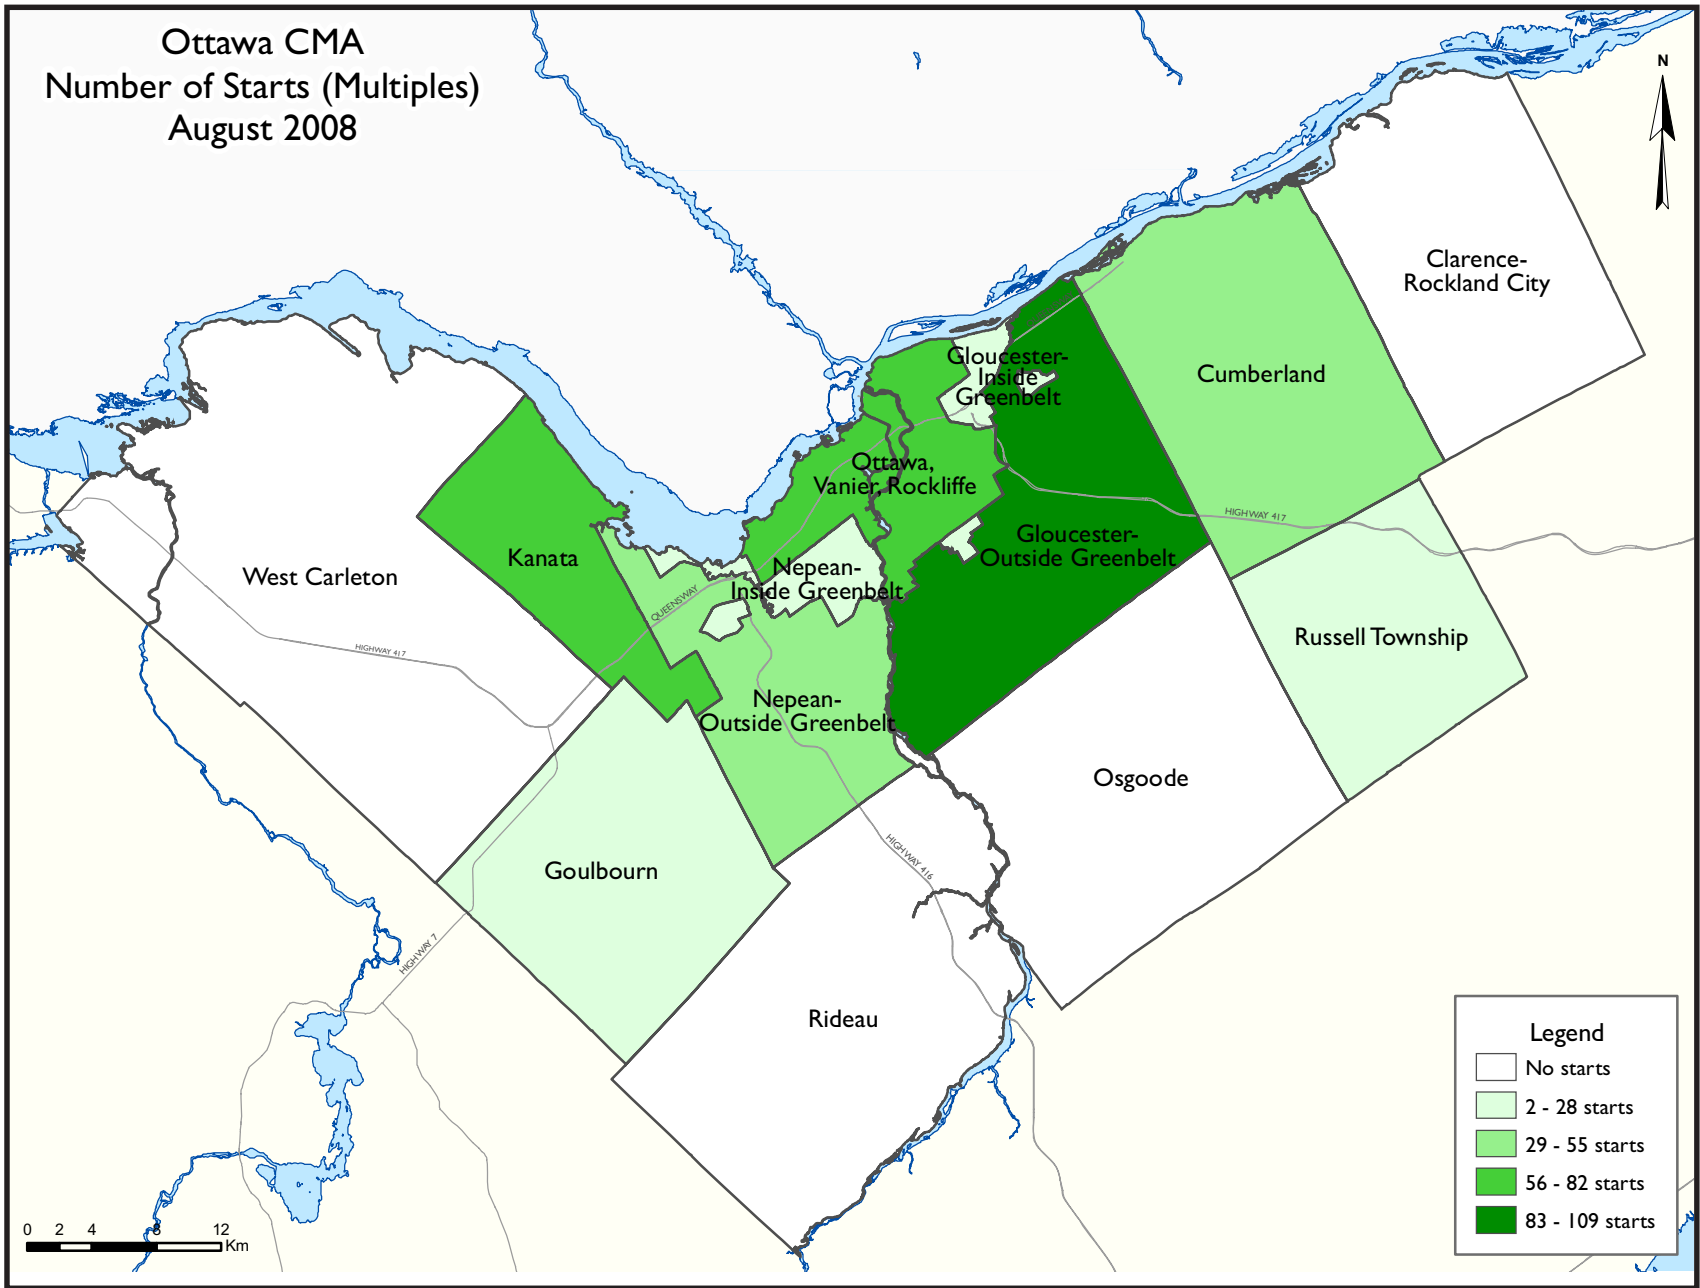 Ottawa CMA
Number of Starts (Multiples)
August 2008
N
Clarence-
Rockland City
Gloucester-
Inside
Greenbelt
Cumberland
Ottawa,
Vanier, Rockliffe
HIGHWAY 417
Gloucester-
Outside Greenbelt
Kanata
West Carleton
Nepean-
Inside Greenbelt
QUEENSWAY
Russell Township
HIGHWAY 417
Nepean-
Outside Greenbelt
Osgoode
Goulbourn
HIGHWAY 416
HIGHWAY 7
Rideau
Legend
No starts
2 - 28 starts
29 - 55 starts
56 - 82 starts
83 - 109 starts
0 2 4 8 12
Km